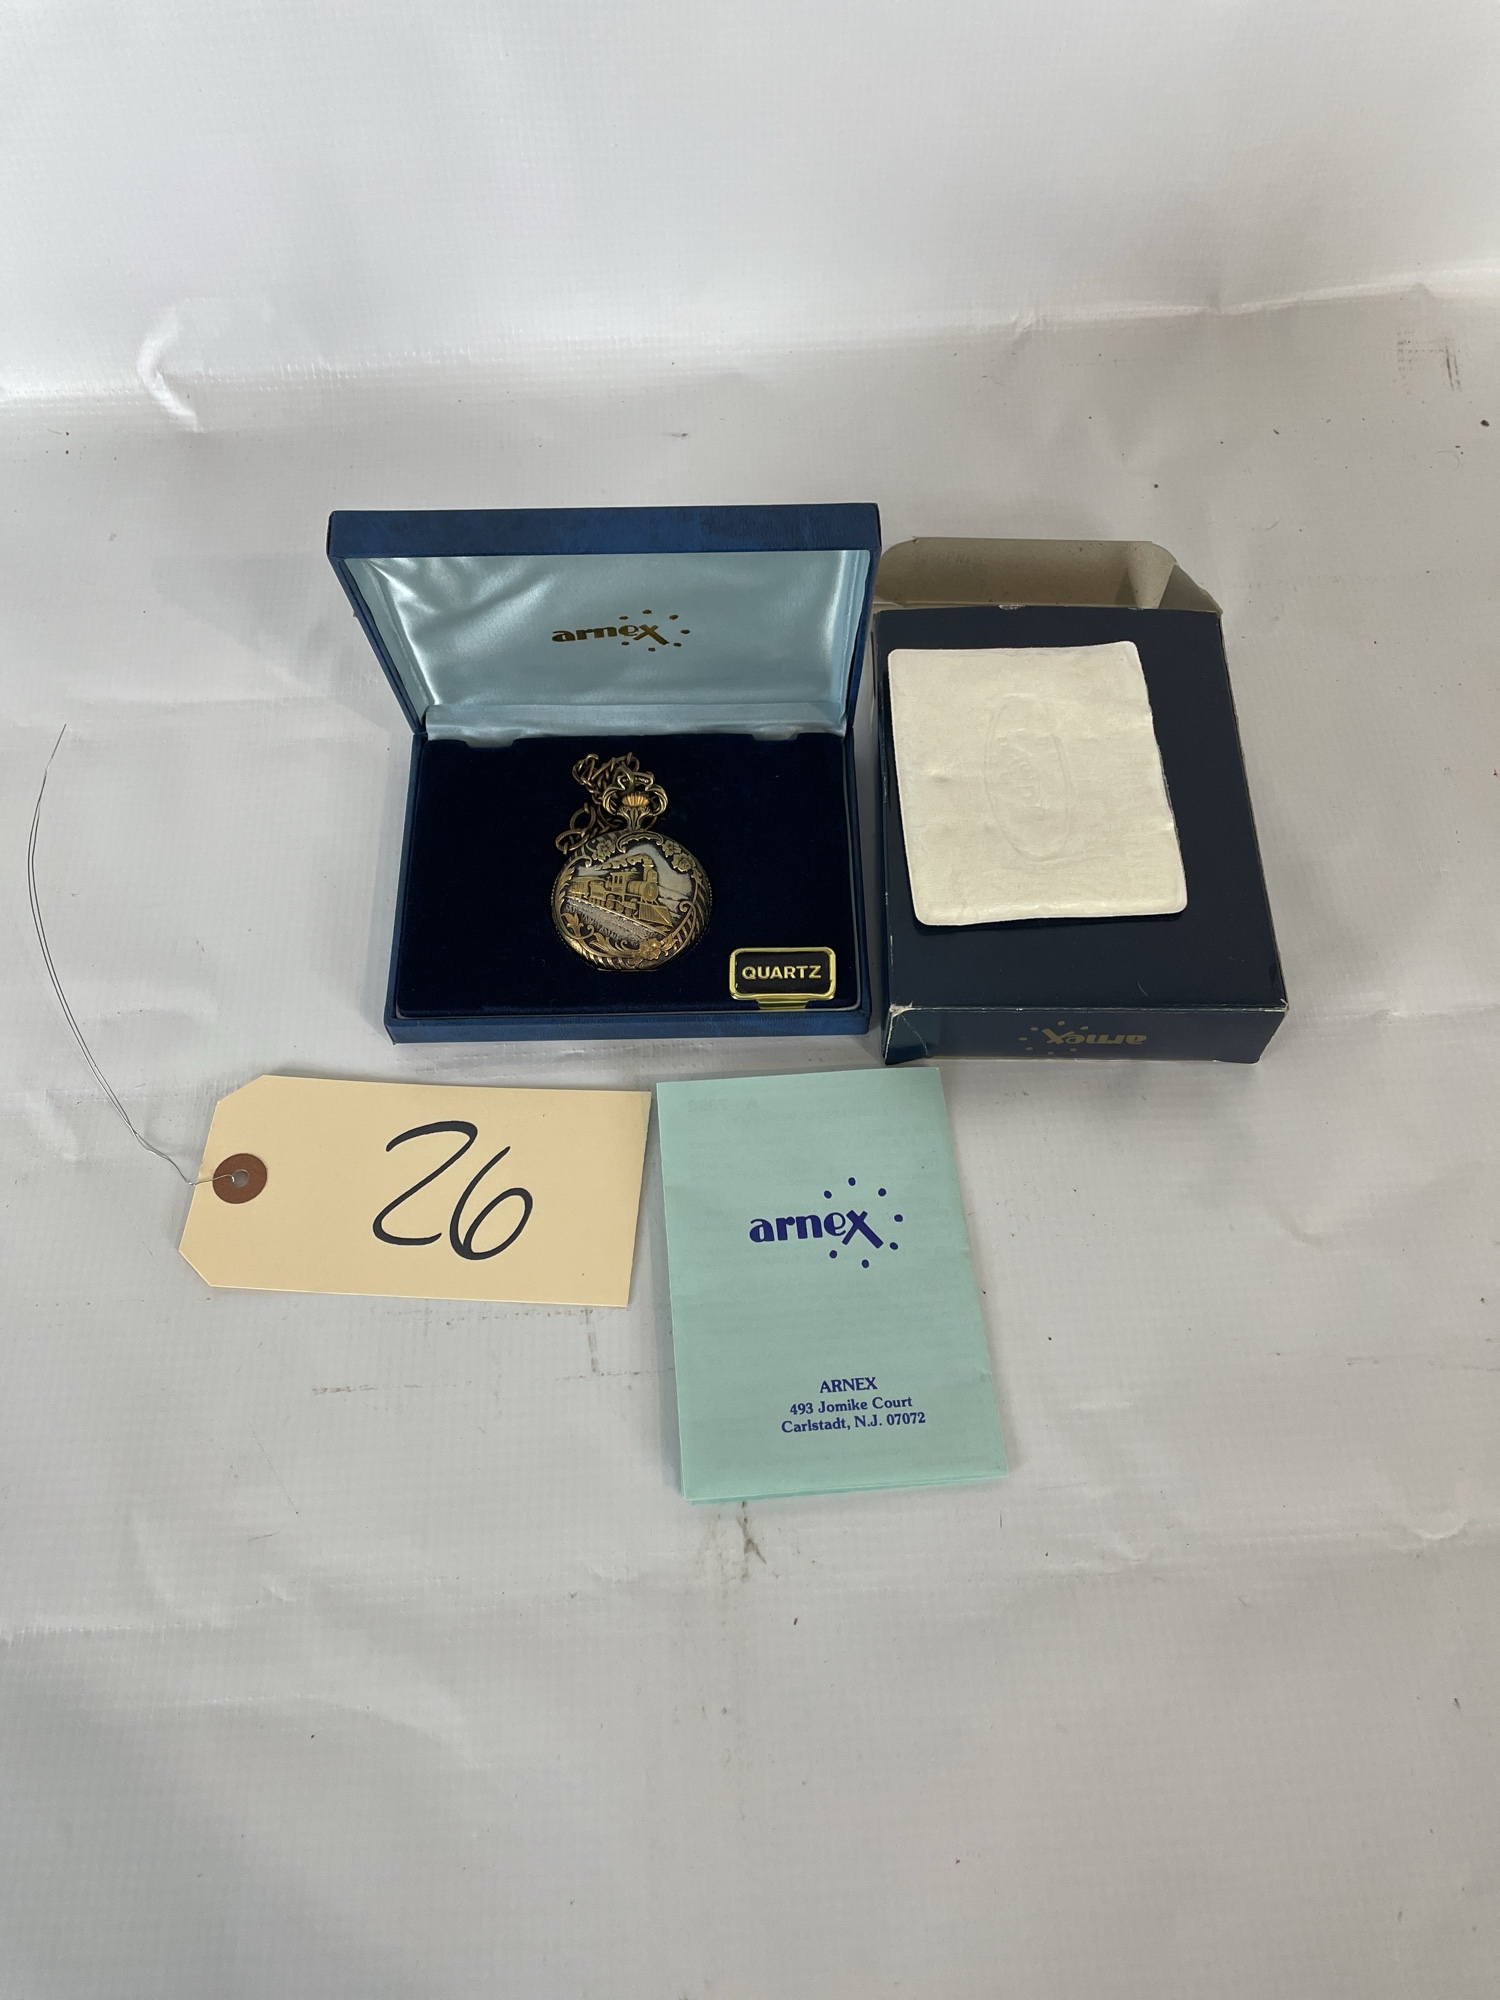 arnex
QUARTZ
arnex
26
arnex
ARNEX
493 Jomike Court
Carlstadt, N.J. 07072